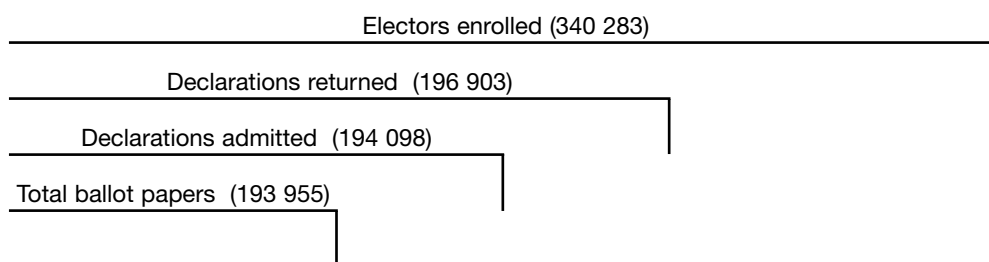 Electors enrolled (340 283)
Declarations returned (196 903)
Declarations admitted (194 098)
Total ballot papers (193 955)